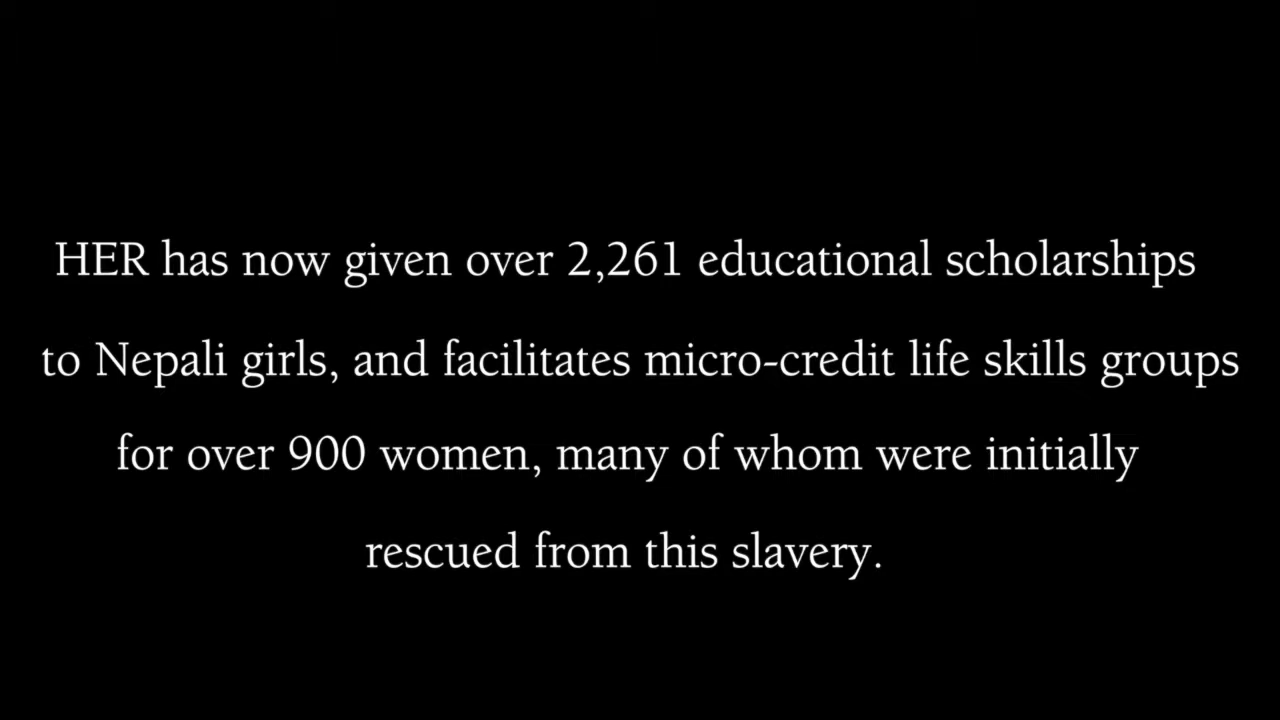 HER has now given over 2,261 educational scholarships
to Nepali girls, and facilitates micro-credit life skills groups
for over 900 women, many of whom were initially
rescued from this slavery.